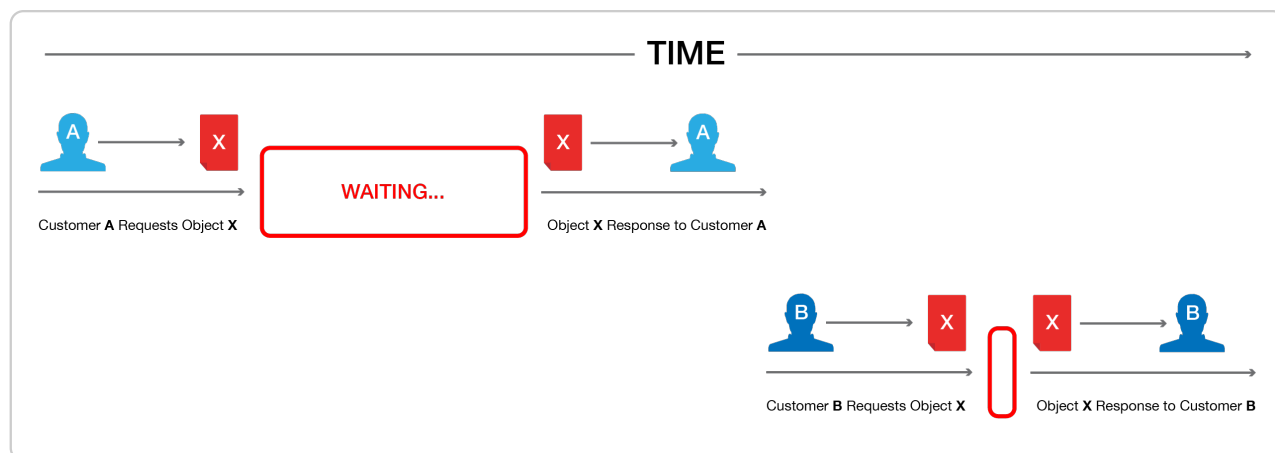 TIME
A
X
X
A
WAITING...
Customer A Requests Object X
Object X Response to Customer A
B
X
X
B
Customer B Requests Object X
Object X Response to Customer B